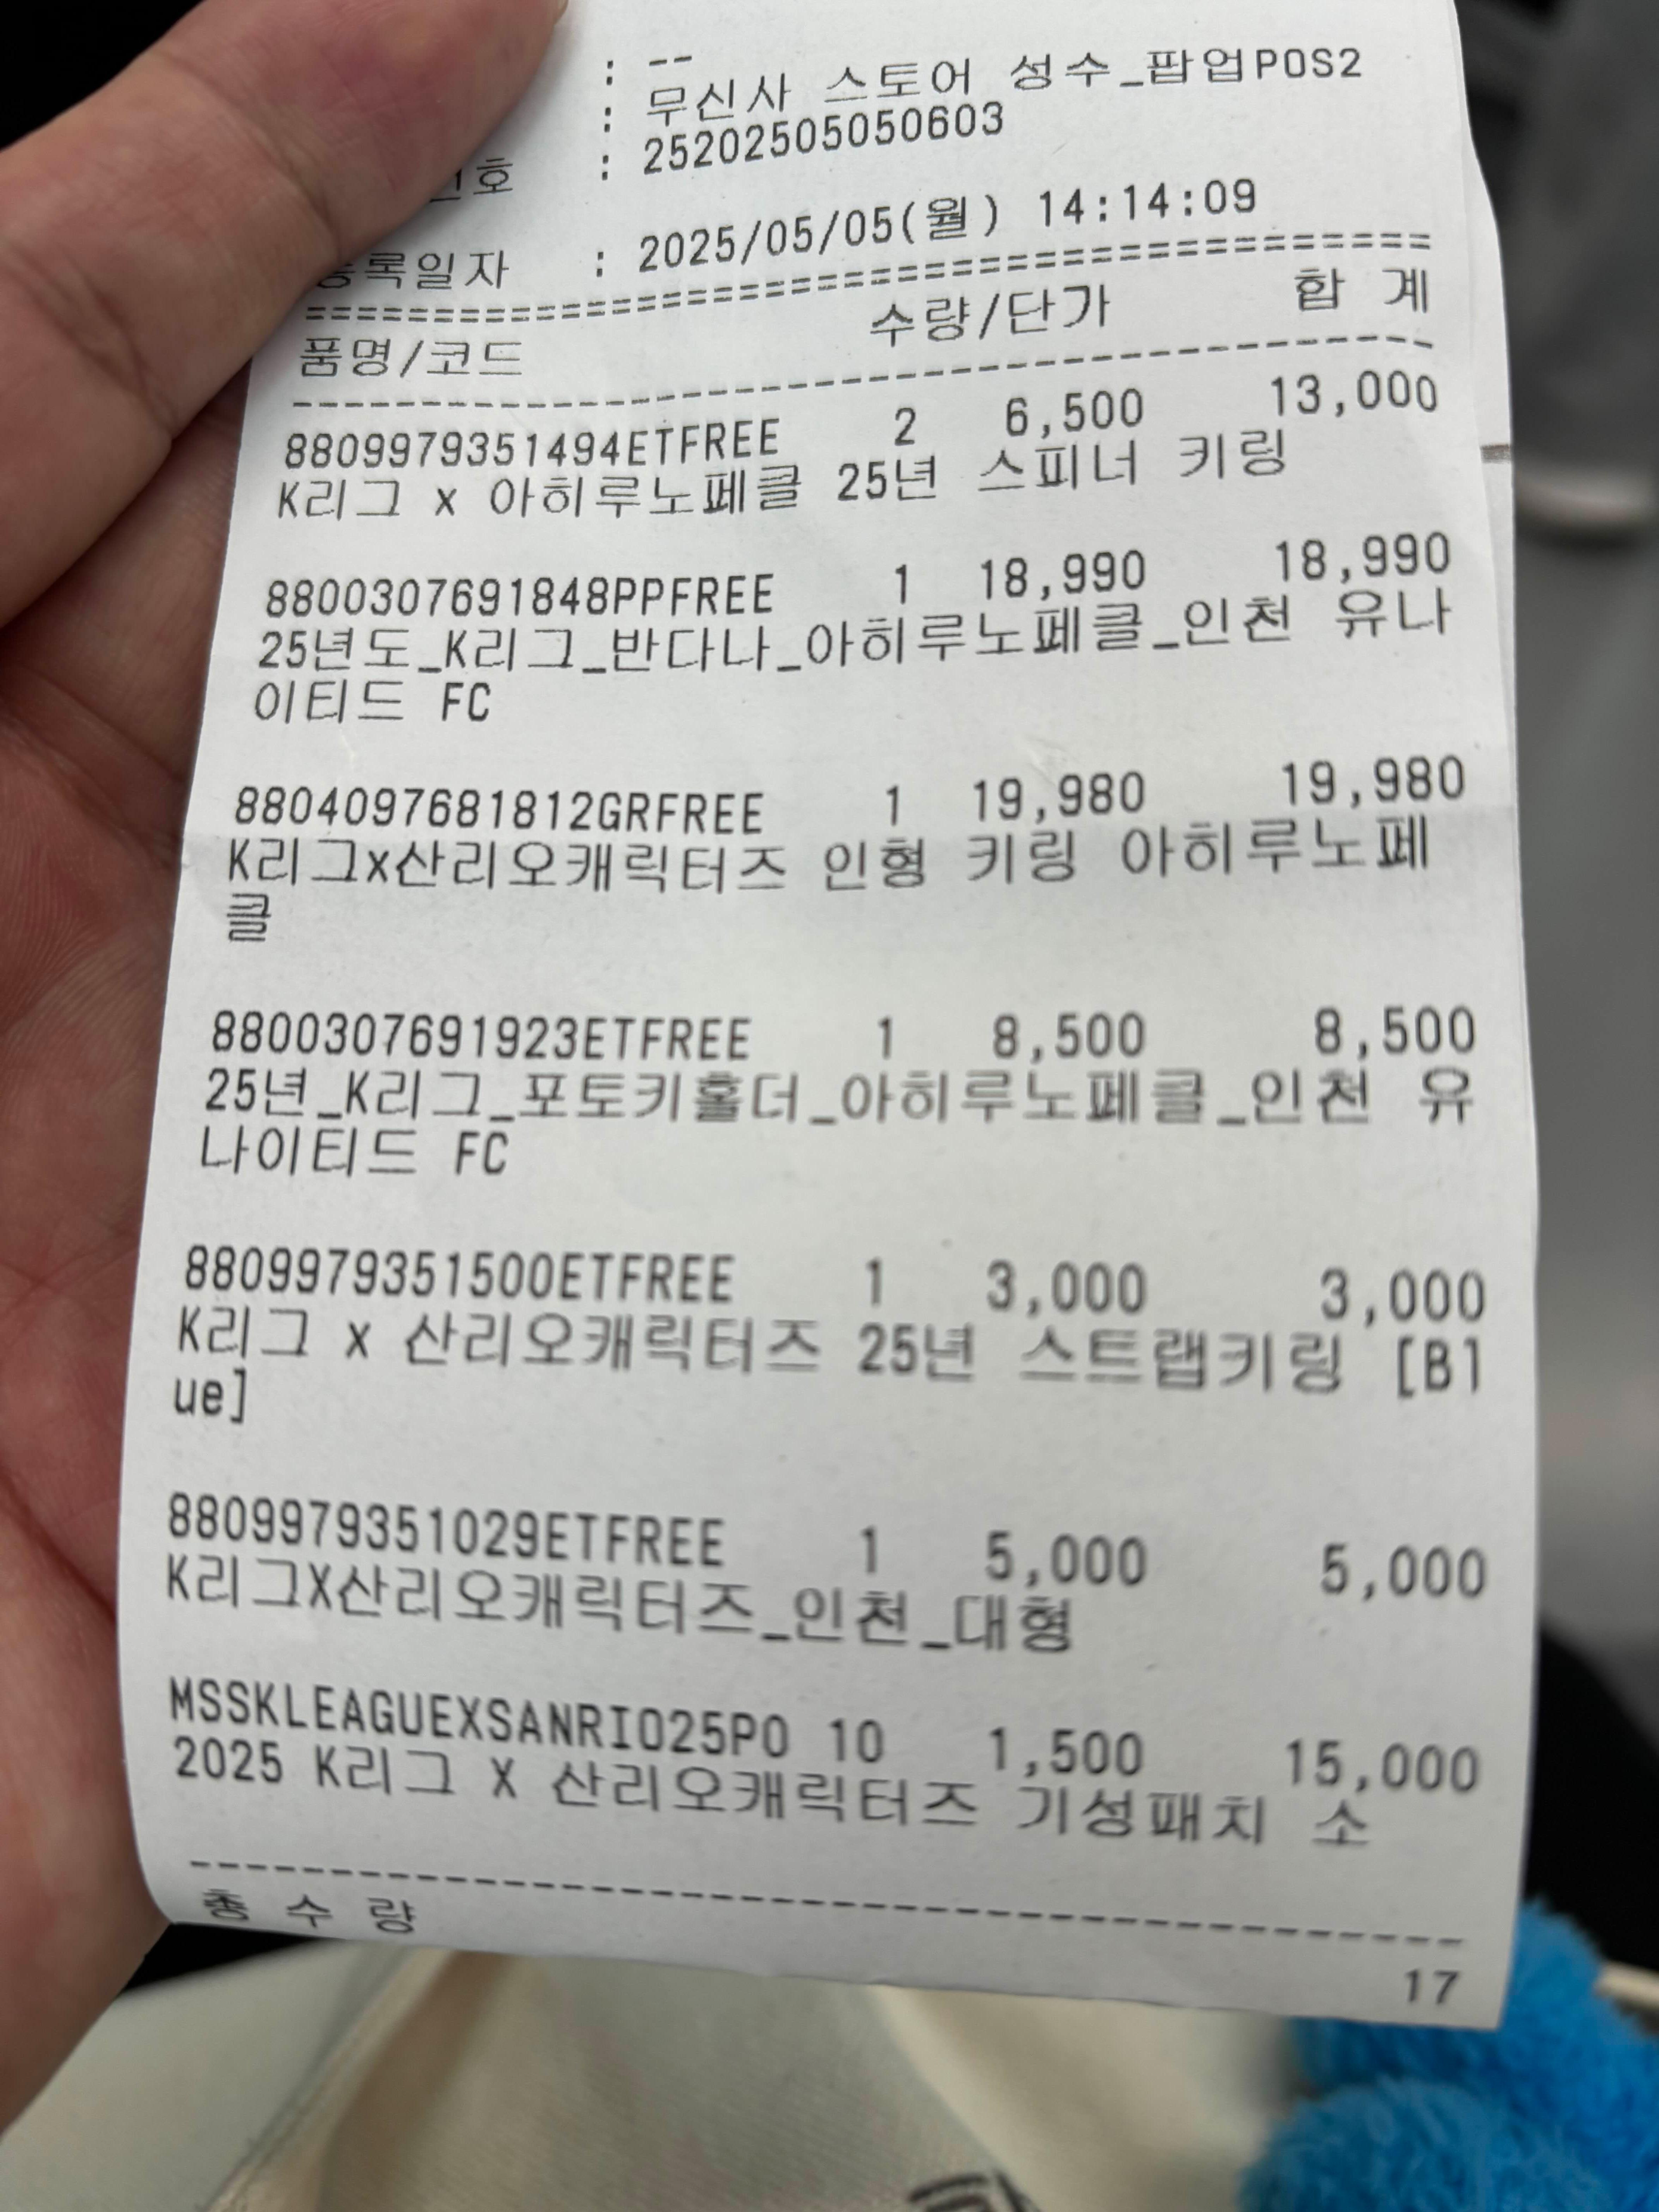 : --
: 무신사 스토어 성수_팝업POS2
호 : 25202505050603
등록일자 : 2025/05/05(월) 14:14:09
==========================================
품명/코드 수량/단가 합 계
------------------------------------------
8809979351494ETFREE 2 6,500 13,000
K리그 x 아히루노페클 25년 스피너 키링
8800307691848PPFREE 1 18,990 18,990
25년도_K리그_반다나_아히루노페클_인천 유나
이티드 FC
8804097681812GRFREE 1 19,980 19,980
K리그x산리오캐릭터즈 인형 키링 아히루노페
클
8800307691923ETFREE 1 8,500 8,500
25년_K리그_포토키홀더_아히루노페클_인천 유
나이티드 FC
8809979351500ETFREE 1 3,000 3,000
K리그 x 산리오캐릭터즈 25년 스트랩키링 [Bl
ue]
8809979351029ETFREE 1 5,000 5,000
K리그X산리오캐릭터즈_인천_대형
MSSKLEAGUEXSANRIO25PO 10 1,500 15,000
2025 K리그 X 산리오캐릭터즈 기성패치 소
------------------------------------------
총 수 량 17